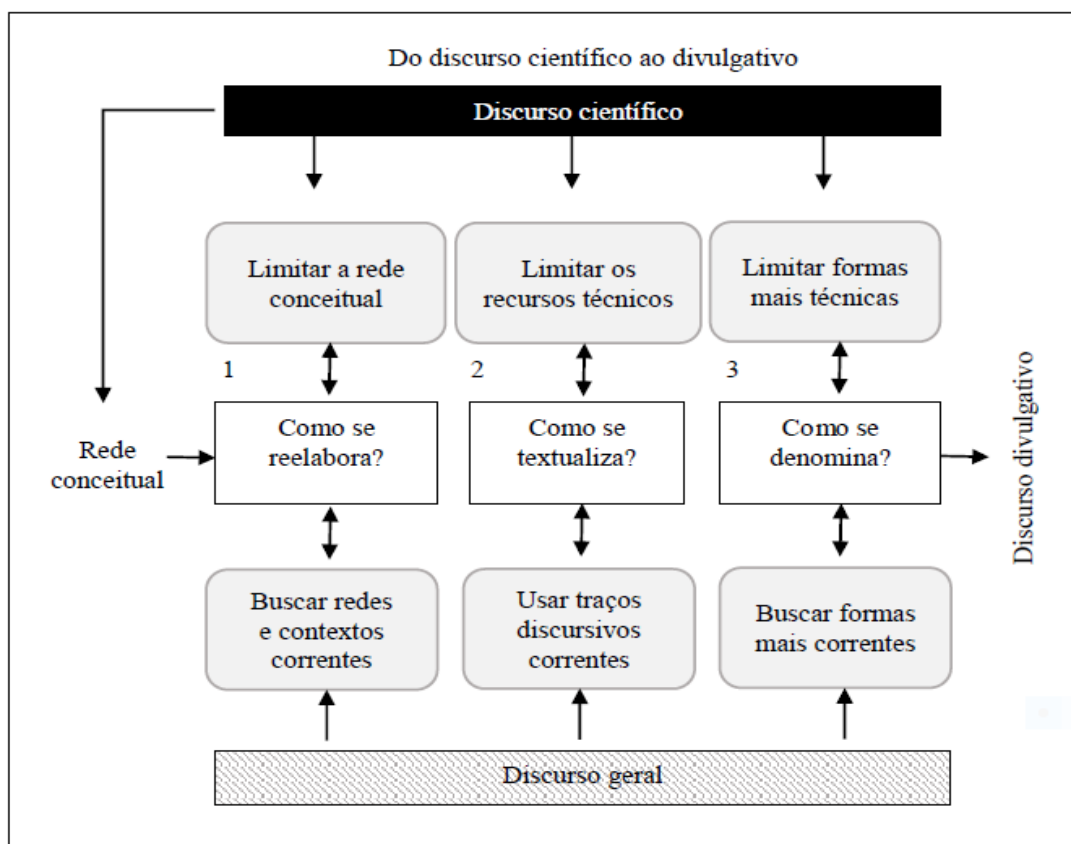 Do discurso científico ao divulgativo
Discurso científico
Limitar a rede
conceitual
Limitar os
recursos técnicos
Limitar formas
mais técnicas
1
2
3
Rede
conceitual
Como se
reelabora?
Como se
textualiza?
Como se
denomina?
Discurso divulgativo
Buscar redes
e contextos
correntes
Usar traços
discursivos
correntes
Buscar formas
mais correntes
Discurso geral